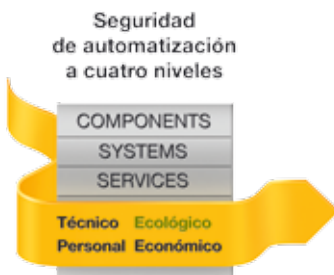 Seguridad
de automatización
a cuatro niveles
COMPONENTS
SYSTEMS
SERVICES
Técnico Ecológico
Personal Económico